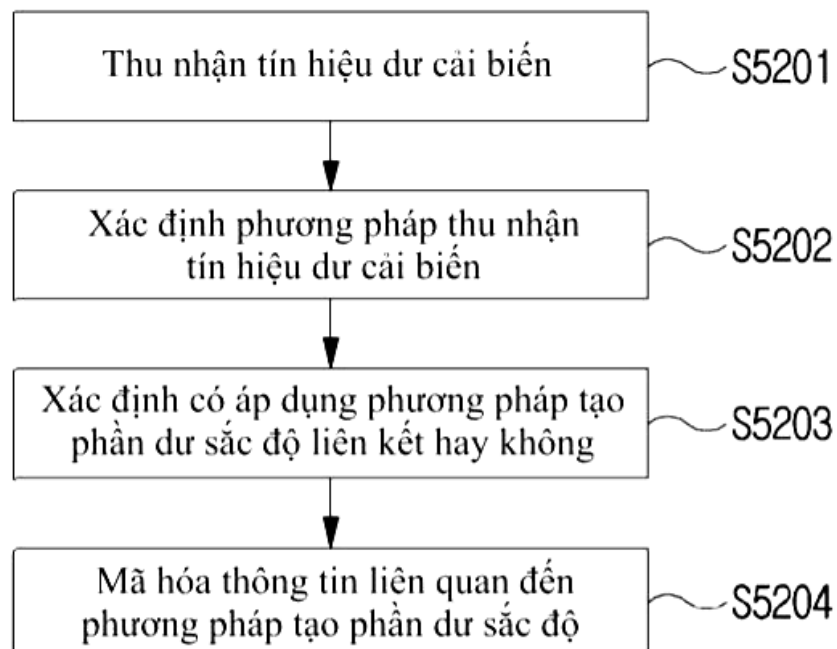 Thu nhận tín hiệu dư cải biến
S5201
Xác định phương pháp thu nhận
tín hiệu dư cải biến
S5202
Xác định có áp dụng phương pháp tạo
phần dư sắc độ liên kết hay không
S5203
Mã hóa thông tin liên quan đến
phương pháp tạo phần dư sắc độ
S5204